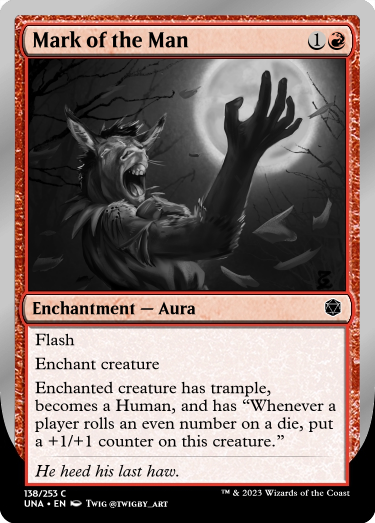 Mark of the Man
1
Enchantment — Aura
Flash
Enchant creature
Enchanted creature has trample,
becomes a Human, and has “Whenever a
player rolls an even number on a die, put
a +1/+1 counter on this creature.”
He heed his last haw.
138/253 C
UNA • EN Twig @TWIGBY_ART
™ & 2023 Wizards of the Coast